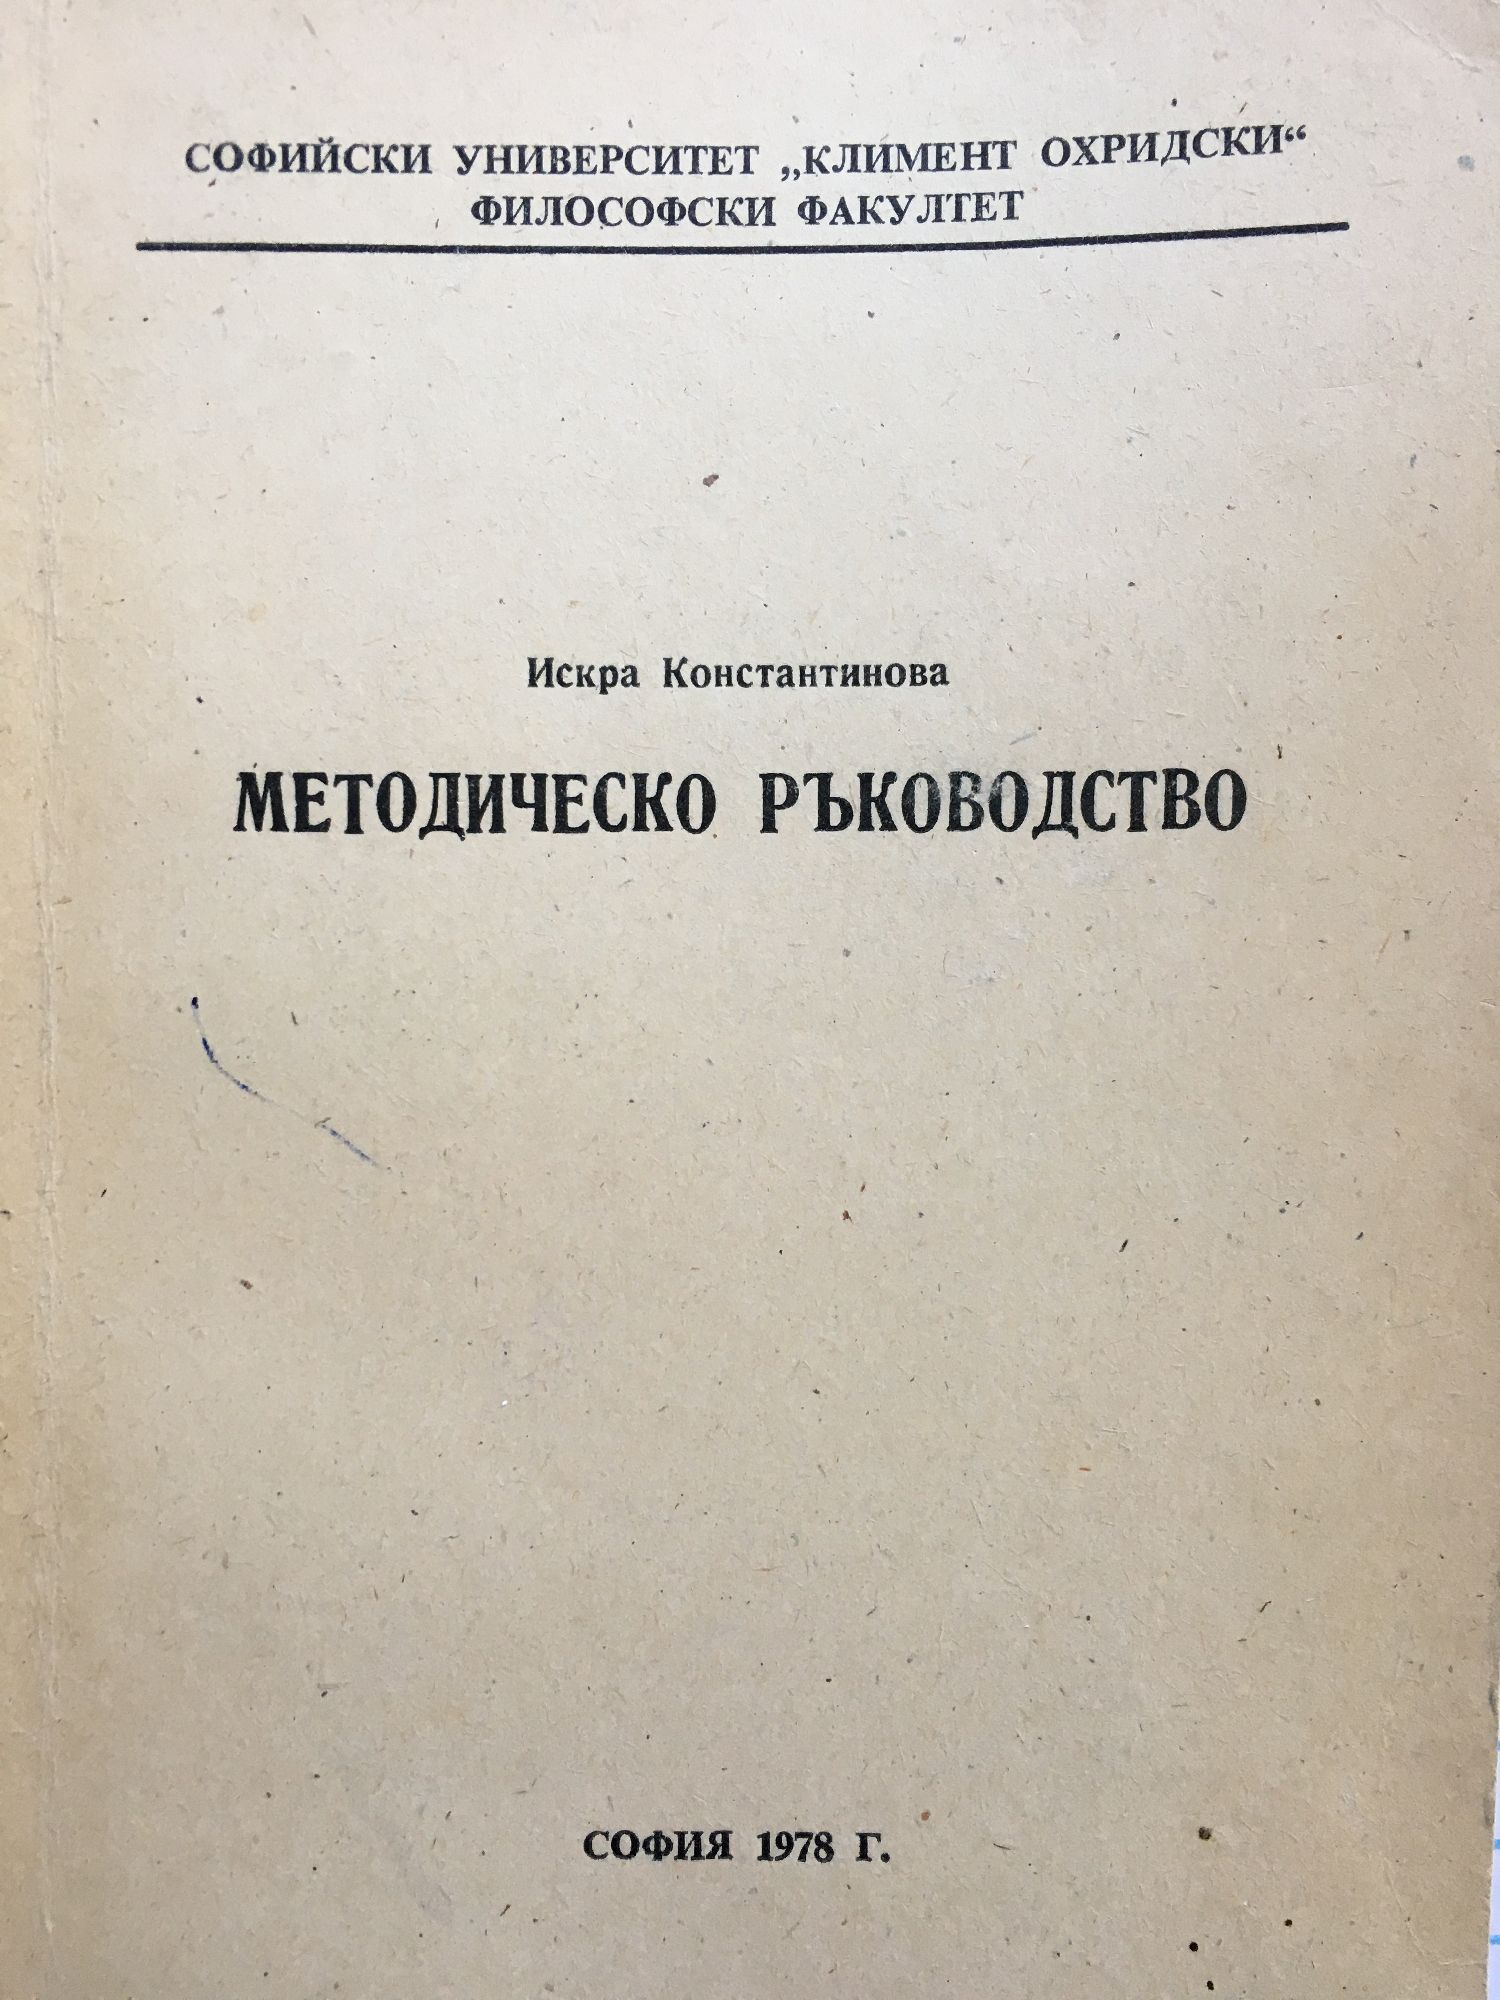 СОФИЙСКИ УНИВЕРСИТЕТ „КЛИМЕНТ ОХРИДСКИ“
ФИЛОСОФСКИ ФАКУЛТЕТ
Искра Константинова
МЕТОДИЧЕСКО РЪКОВОДСТВО
СОФИЯ 1978 Г.